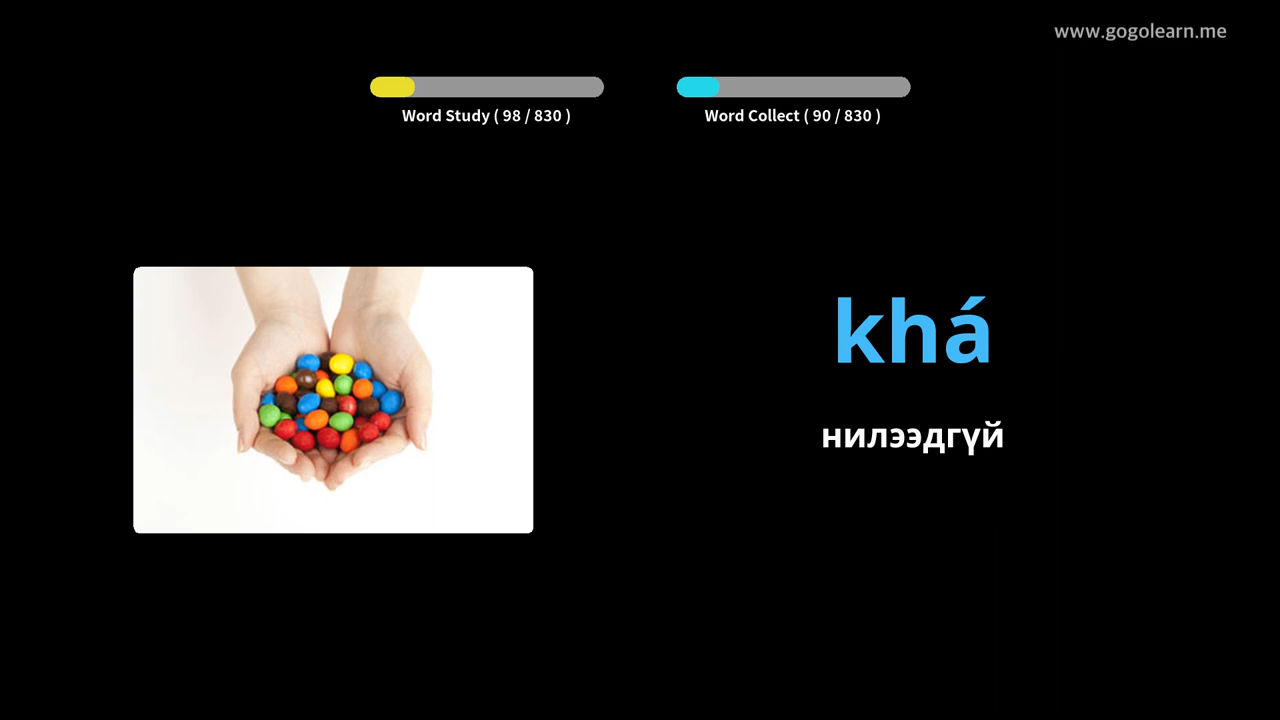 www.gogolearn.me
Word Study ( 98 / 830 )
Word Collect ( 90 / 830 )
khá
нилээдгүй